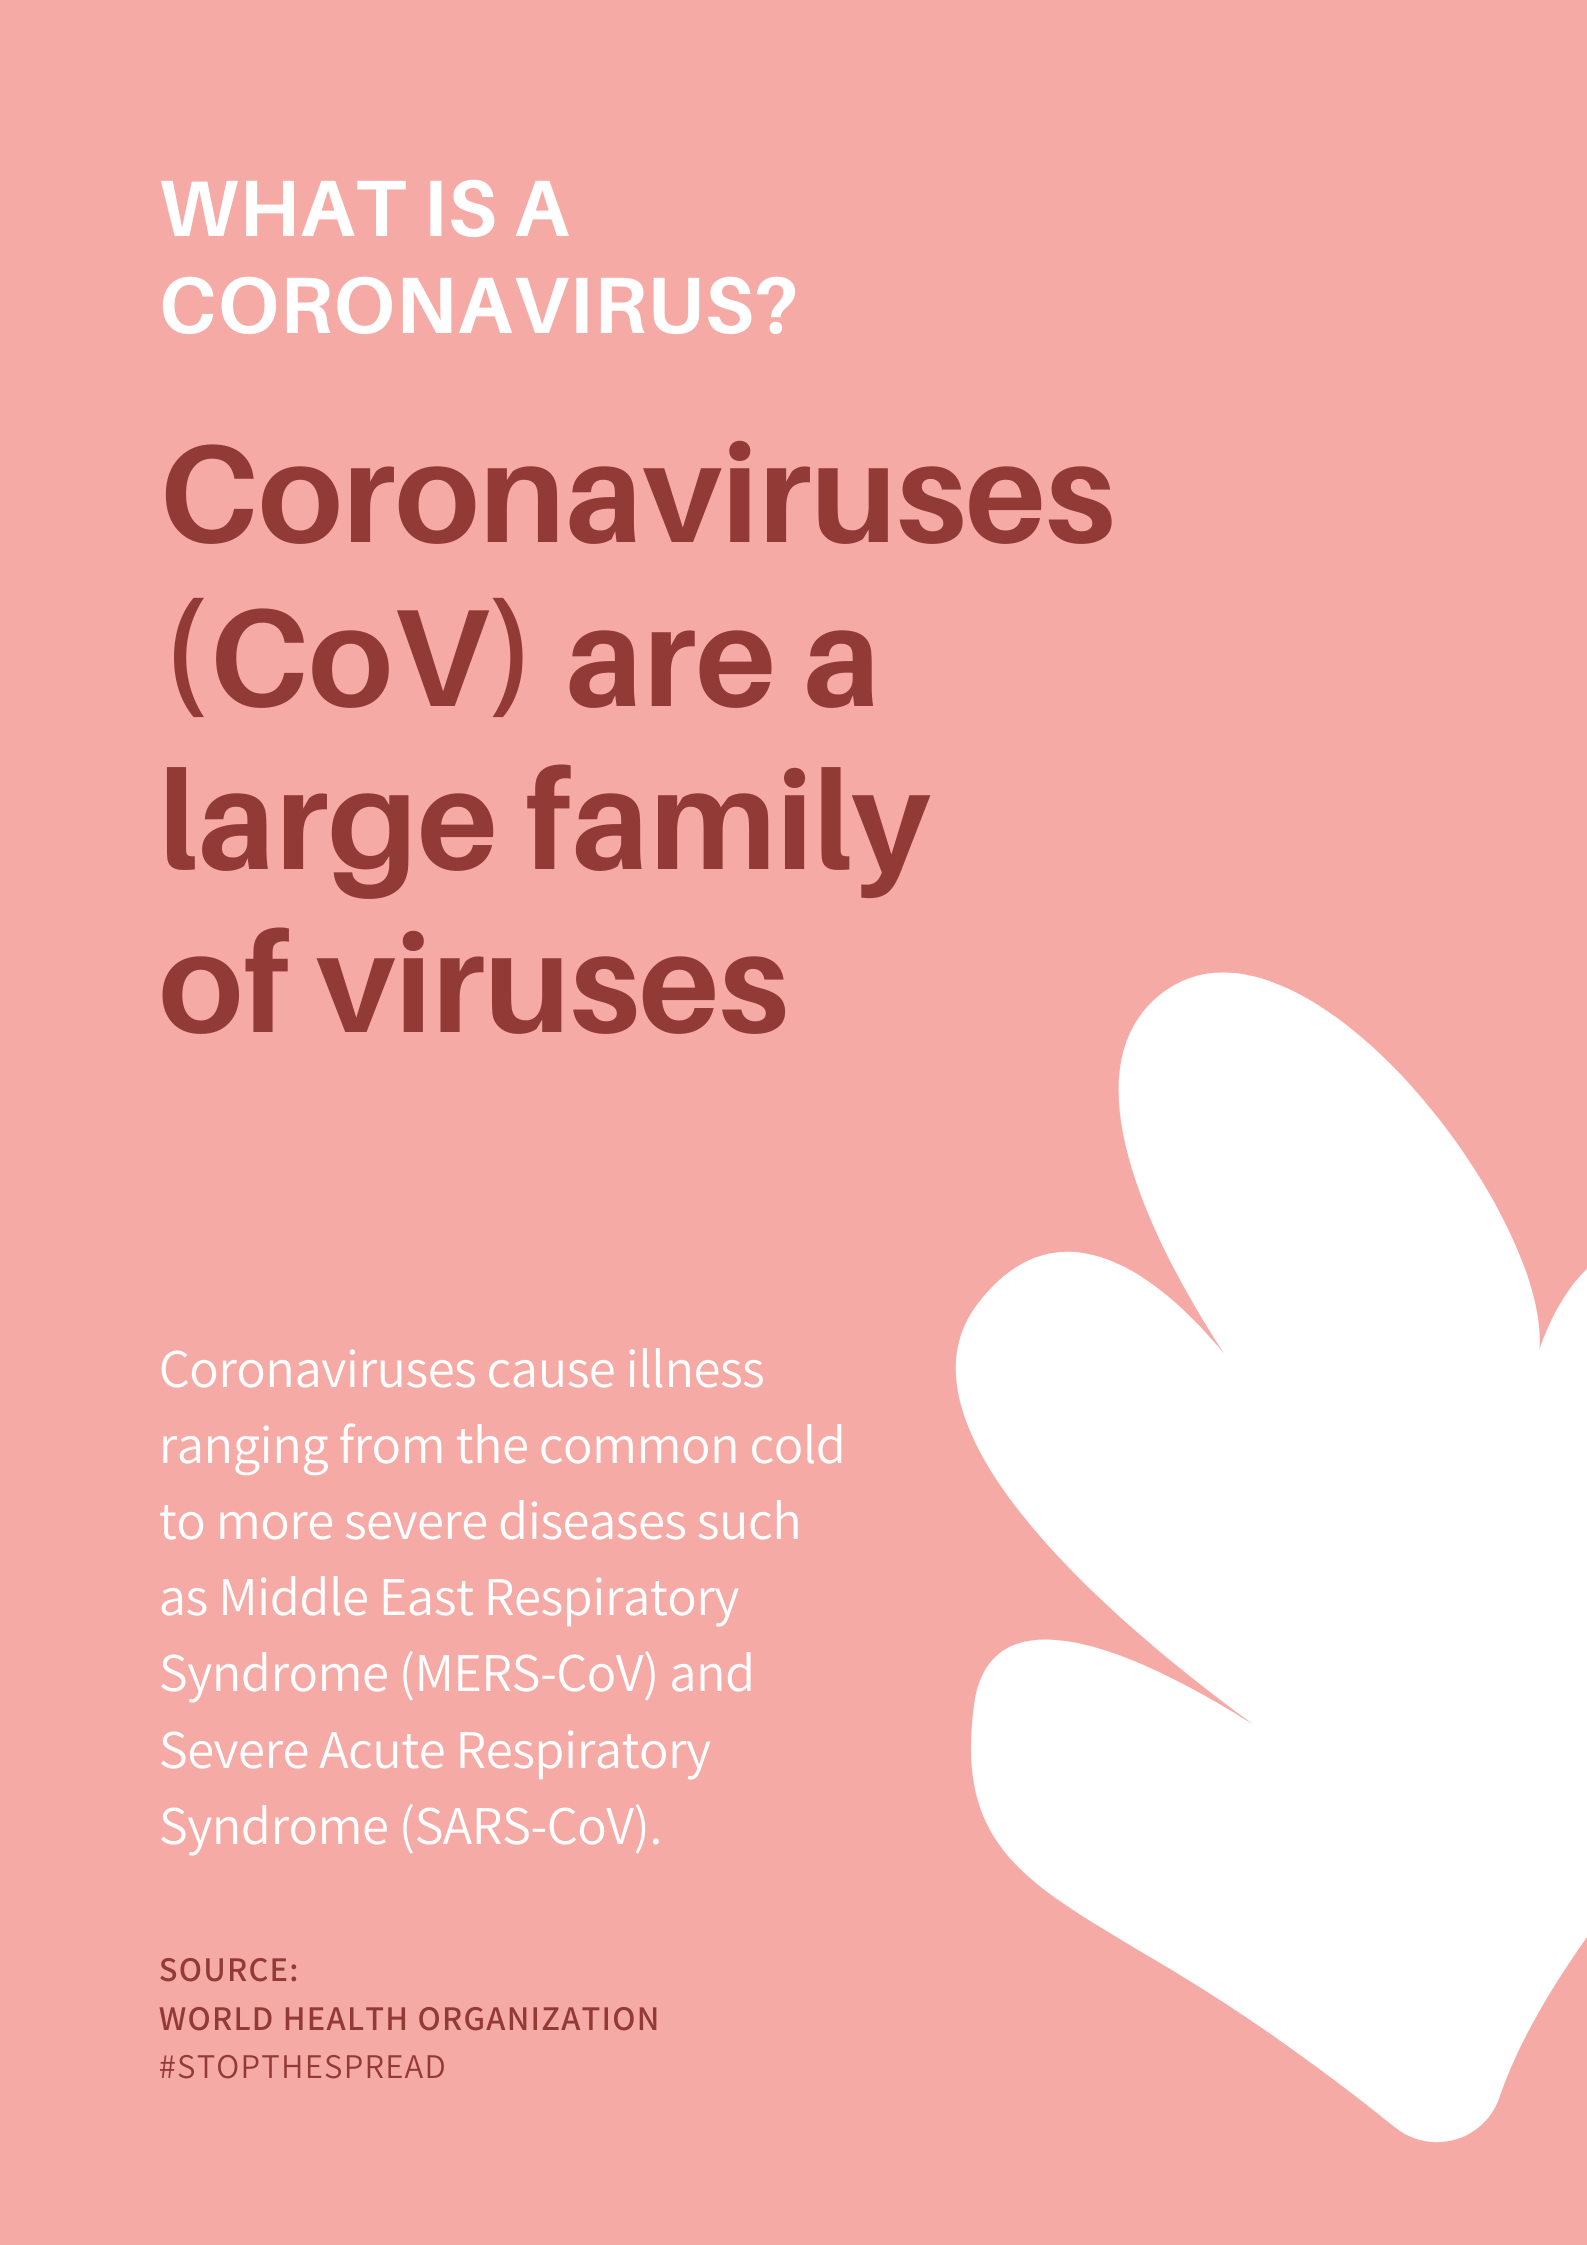 WHAT IS A
CORONAVIRUS?
Coronaviruses
(CoV) are a
large family
of viruses
Coronaviruses cause illness
ranging from the common cold
to more severe diseases such
as Middle East Respiratory
Syndrome (MERS-CoV) and
Severe Acute Respiratory
Syndrome (SARS-CoV).
SOURCE:
WORLD HEALTH ORGANIZATION
#STOPTHESPREAD